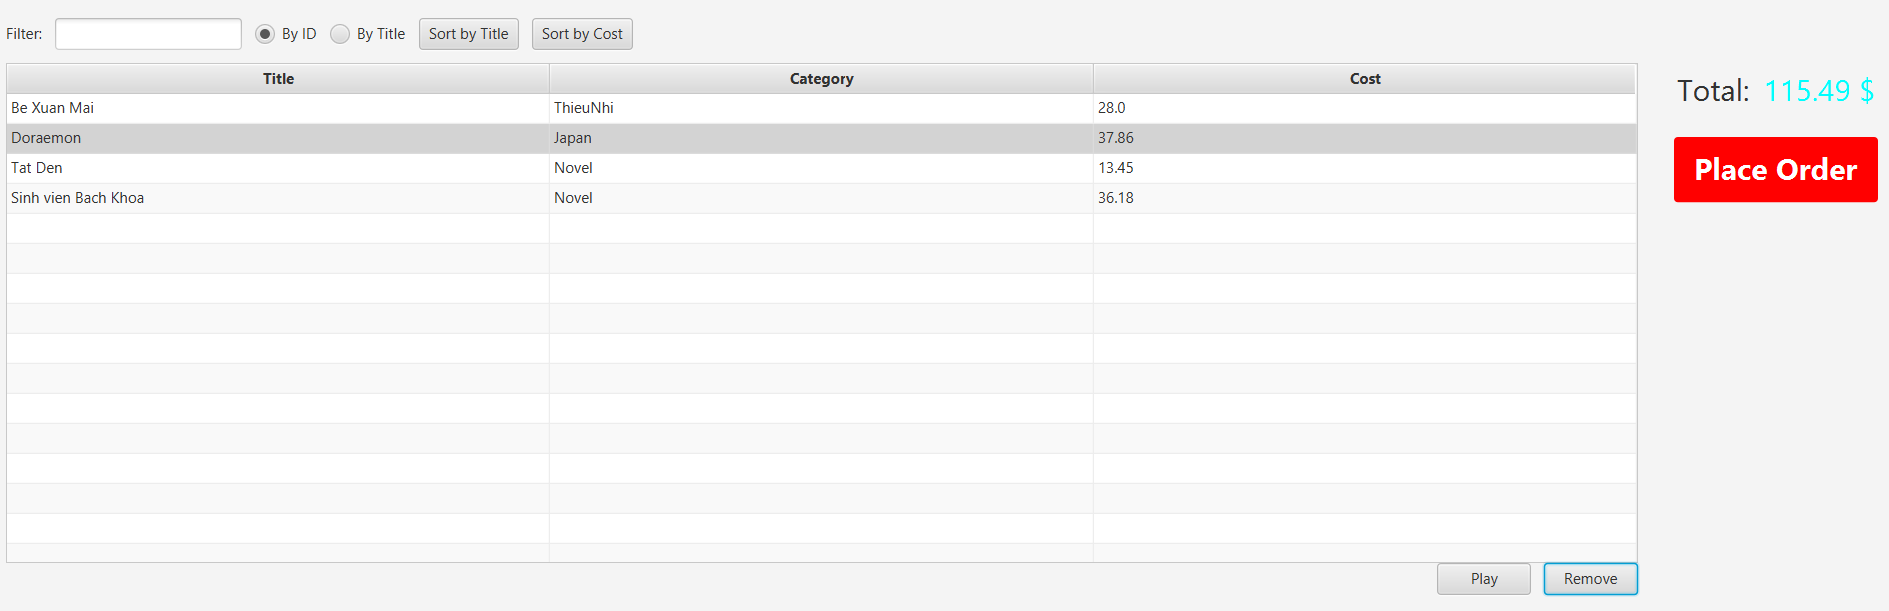 Filter: By ID By Title Sort by Title Sort by Cost
Title Category Cost
Be Xuan Mai ThieuNhi 28.0
Doraemon Japan 37.86
Tat Den Novel 13.45
Sinh vien Bach Khoa Novel 36.18
Total: 115.49 $
Place Order
Play Remove